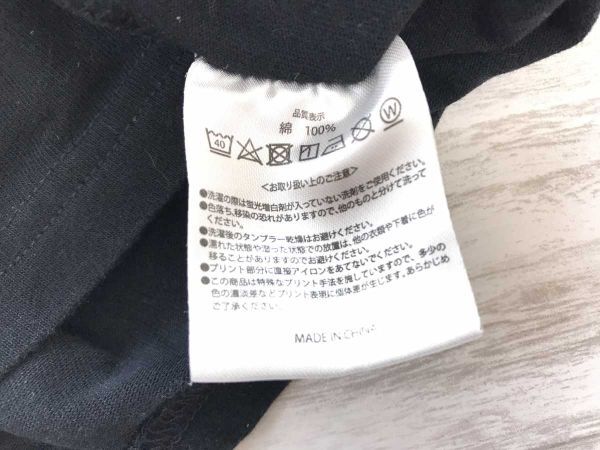 品質表示
綿 100%
40 W
<お取り扱い上のご注意>
●洗濯の際は蛍光増白剤が入っていない洗剤をご使用ください。
●色落ち、移染の恐れがありますので、他のものと分けて洗って
ください。
●洗濯後のタンブラー乾燥はお避けください。
●濡れた状態や湿った状態での放置は、他の衣類や下着に色が
移ることがありますのでお避けください。
●プリント部分に直接アイロンをあてないでください。
●この商品は特殊なプリント手法を施していますので、多少の
色の濃淡差などプリント表現に個体差が生じます。あらかじめ
ご了承ください。
MADE IN CHINA